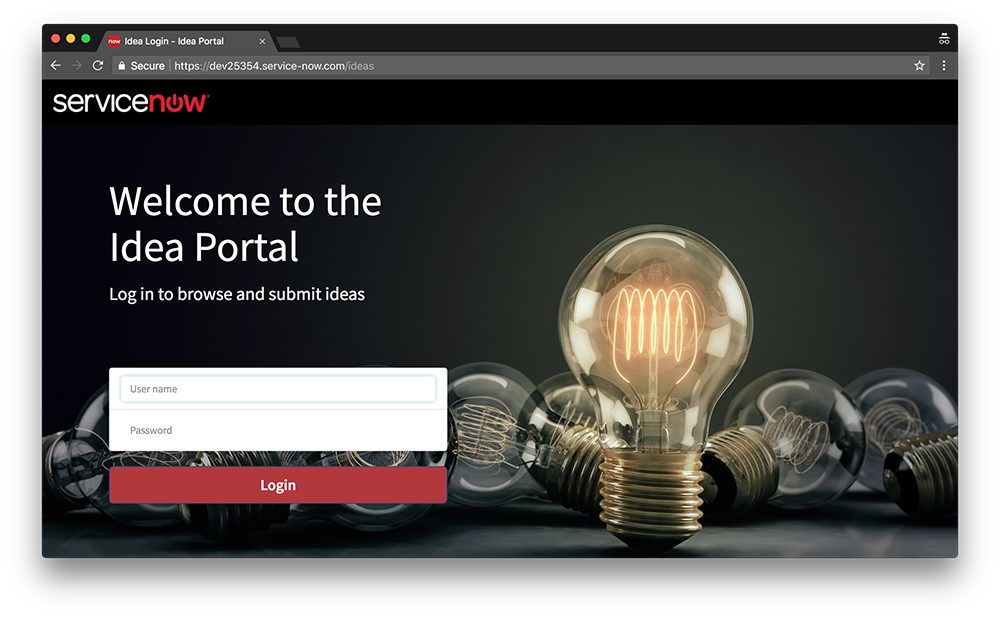 now Idea Login - Idea Portal
Secure https://dev25354.service-now.com/ideas
servicenow
Welcome to the
Idea Portal
Log in to browse and submit ideas
User name
Password
Login